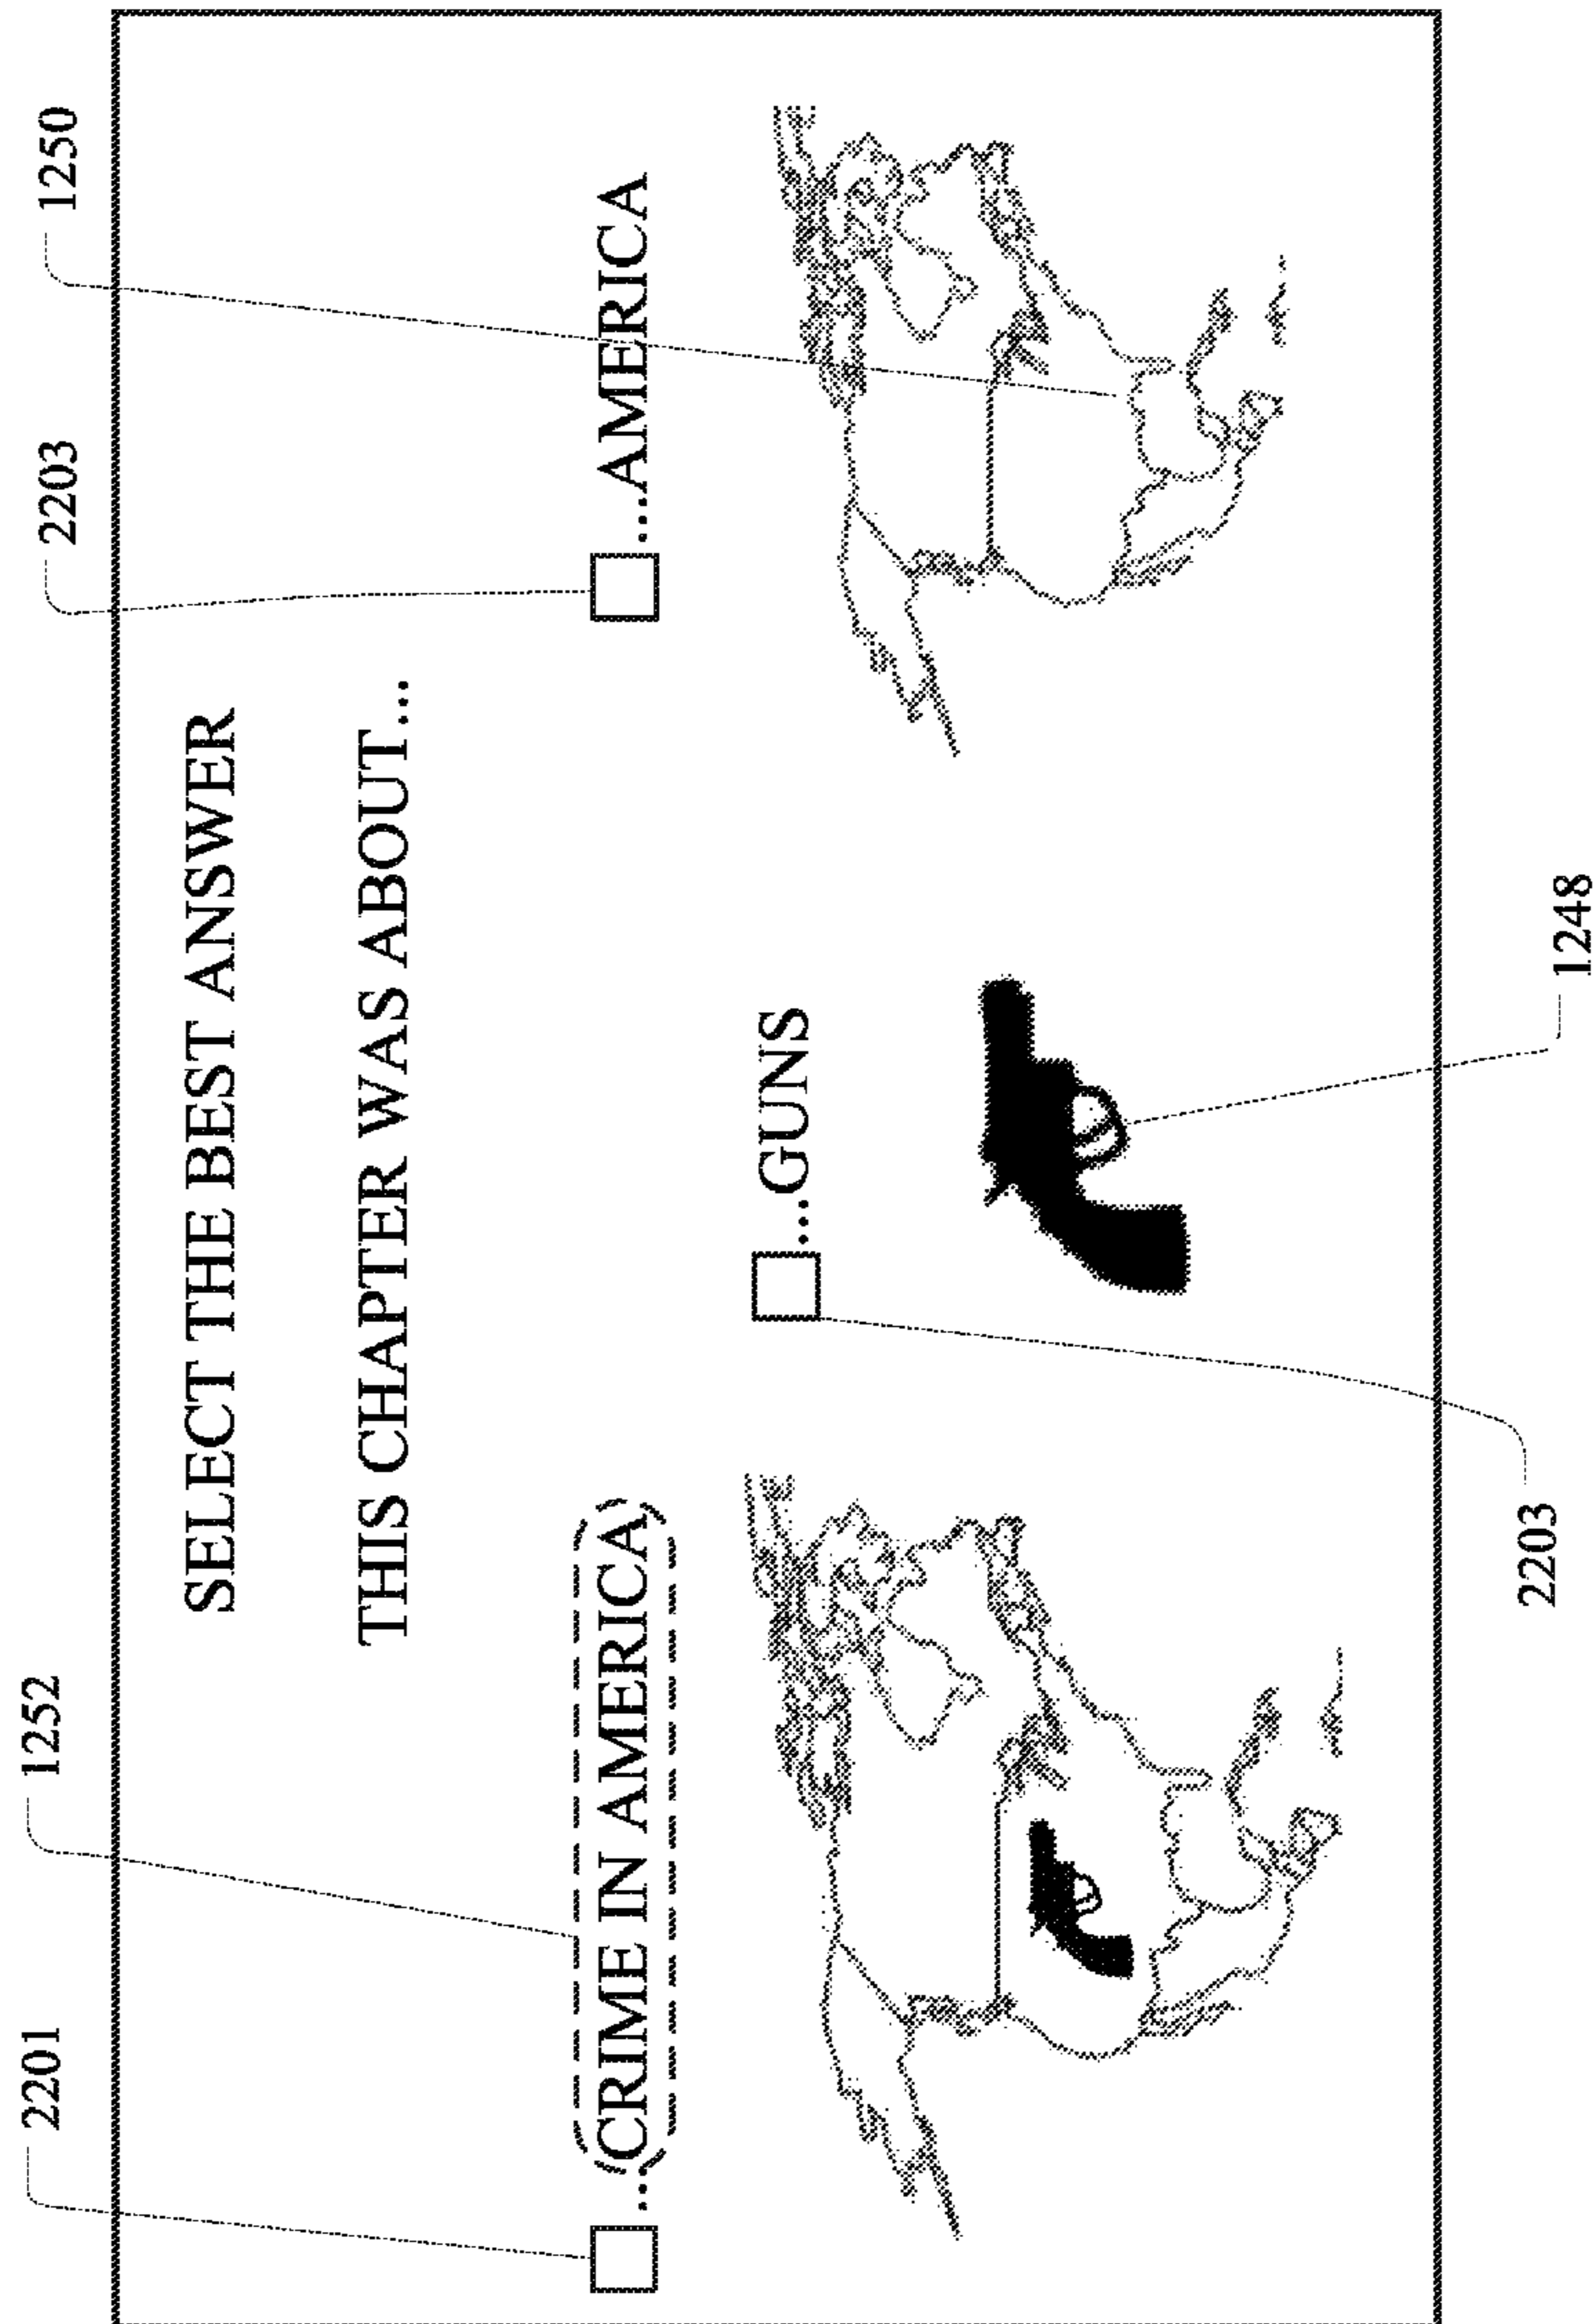 2201
1252
2203
1250
SELECT THE BEST ANSWER
THIS CHAPTER WAS ABOUT...
...CRIME IN AMERICA
...AMERICA
...GUNS
2203
1248